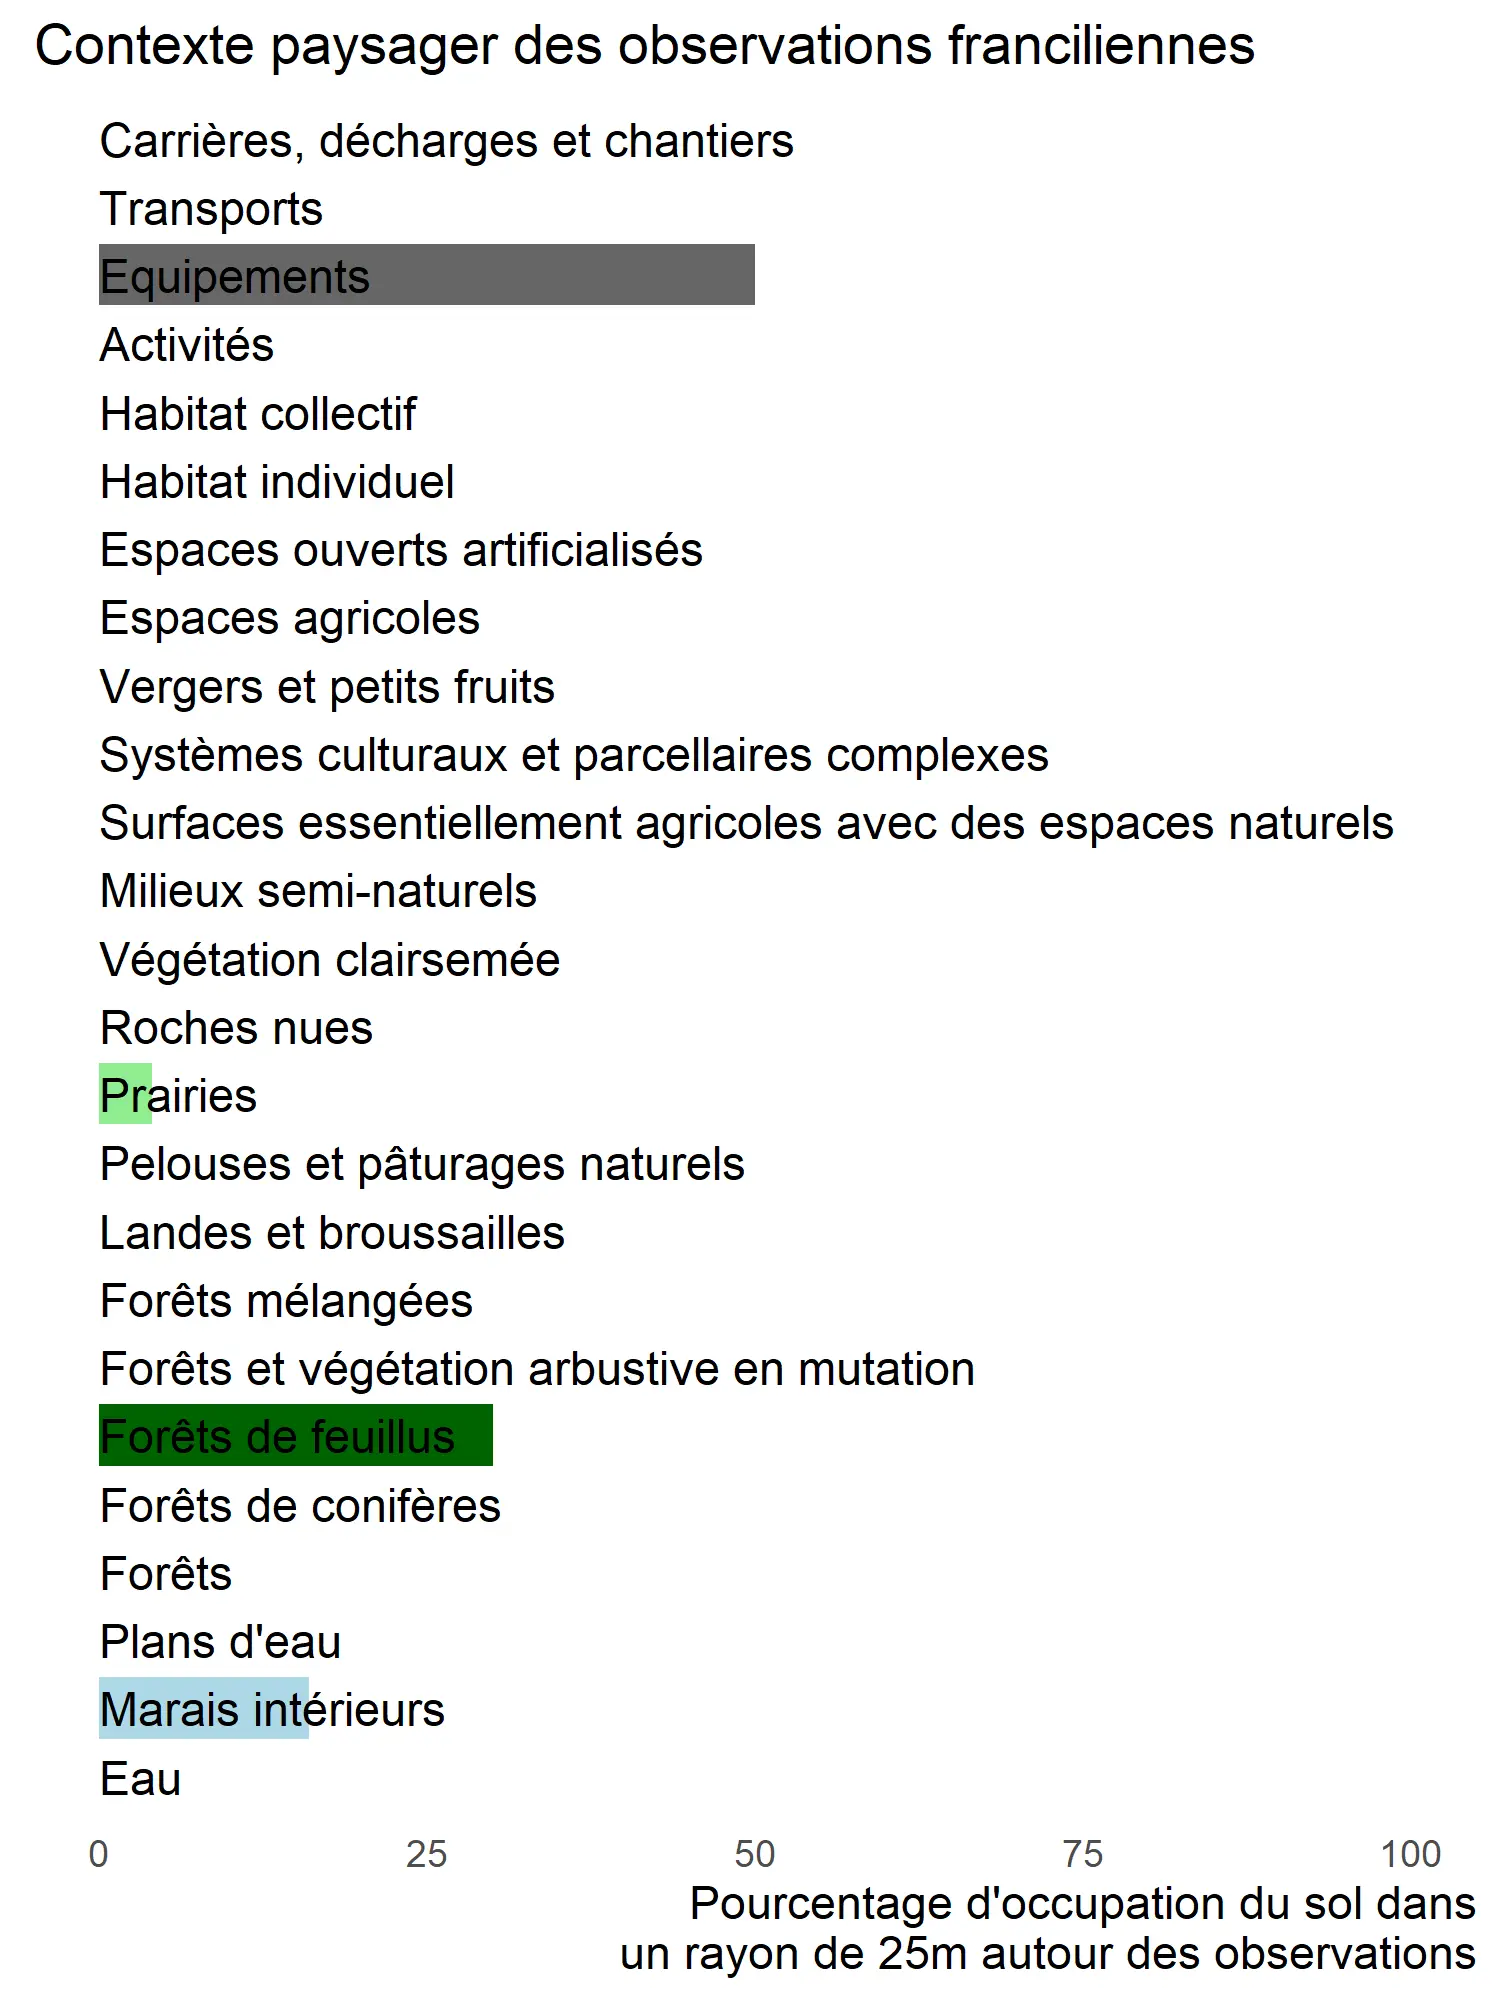 Contexte paysager des observations franciliennes
Carrières, décharges et chantiers
Transports
Equipements
Activités
Habitat collectif
Habitat individuel
Espaces ouverts artificialisés
Espaces agricoles
Vergers et petits fruits
Systèmes culturaux et parcellaires complexes
Surfaces essentiellement agricoles avec des espaces naturels
Milieux semi-naturels
Végétation clairsemée
Roches nues
Prairies
Pelouses et pâturages naturels
Landes et broussailles
Forêts mélangées
Forêts et végétation arbustive en mutation
Forêts de feuillus
Forêts de conifères
Forêts
Plans d'eau
Marais intérieurs
Eau
0 25 50 75 100
Pourcentage d'occupation du sol dans
un rayon de 25m autour des observations